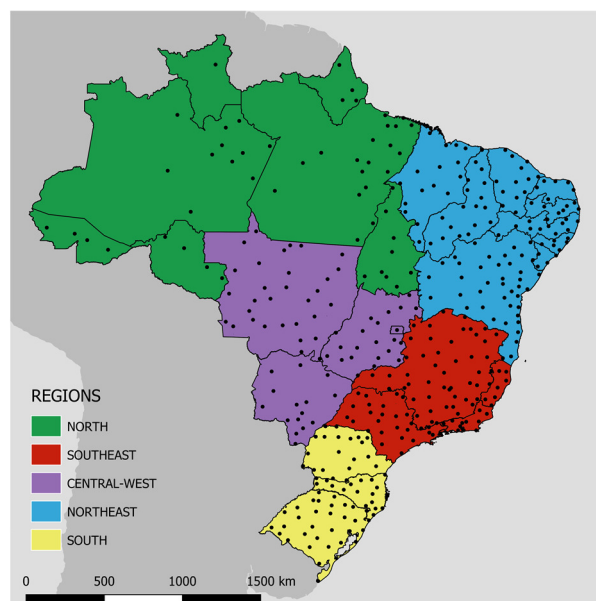 REGIONS
NORTH
SOUTHEAST
CENTRAL-WEST
NORTHEAST
SOUTH
0 500 1000 1500 km